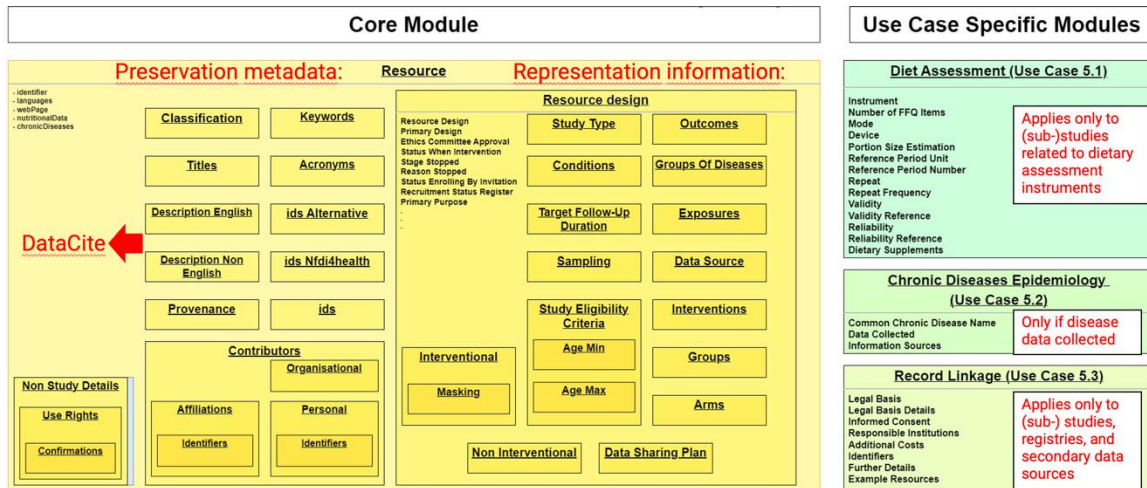 Core Module
Preservation metadata:
Resource
Representation information:
- identifier
- languages
- webPage
- nutritionalData
- chronicDiseases
Classification
Keywords
Titles
Acronyms
Description English
ids Alternative
DataCite
Description Non
English
ids Nfdi4health
Provenance
ids
Contributors
Organisational
Affiliations
Identifiers
Personal
Identifiers
Non Study Details
Use Rights
Confirmations
Resource design
Resource Design
Primary Design
Ethics Committee Approval
Status When Intervention
Stage Stopped
Reason Stopped
Status Enrolling By Invitation
Recruitment Status Register
Primary Purpose
.
.
.
Study Type
Outcomes
Conditions
Groups Of Diseases
Target Follow-Up
Duration
Exposures
Sampling
Data Source
Study Eligibility
Criteria
Age Min
Age Max
Interventions
Groups
Arms
Interventional
Masking
Non Interventional
Data Sharing Plan
Use Case Specific Modules
Diet Assessment (Use Case 5.1)
Instrument
Number of FFQ Items
Mode
Device
Portion Size Estimation
Reference Period Unit
Reference Period Number
Repeat
Repeat Frequency
Validity
Validity Reference
Reliability
Reliability Reference
Dietary Supplements
Applies only to
(sub-)studies
related to dietary
assessment
instruments
Chronic Diseases Epidemiology
(Use Case 5.2)
Common Chronic Disease Name
Data Collected
Information Sources
Only if disease
data collected
Record Linkage (Use Case 5.3)
Legal Basis
Legal Basis Details
Informed Consent
Responsible Institutions
Additional Costs
Identifiers
Further Details
Example Resources
Applies only to
(sub-) studies,
registries, and
secondary data
sources